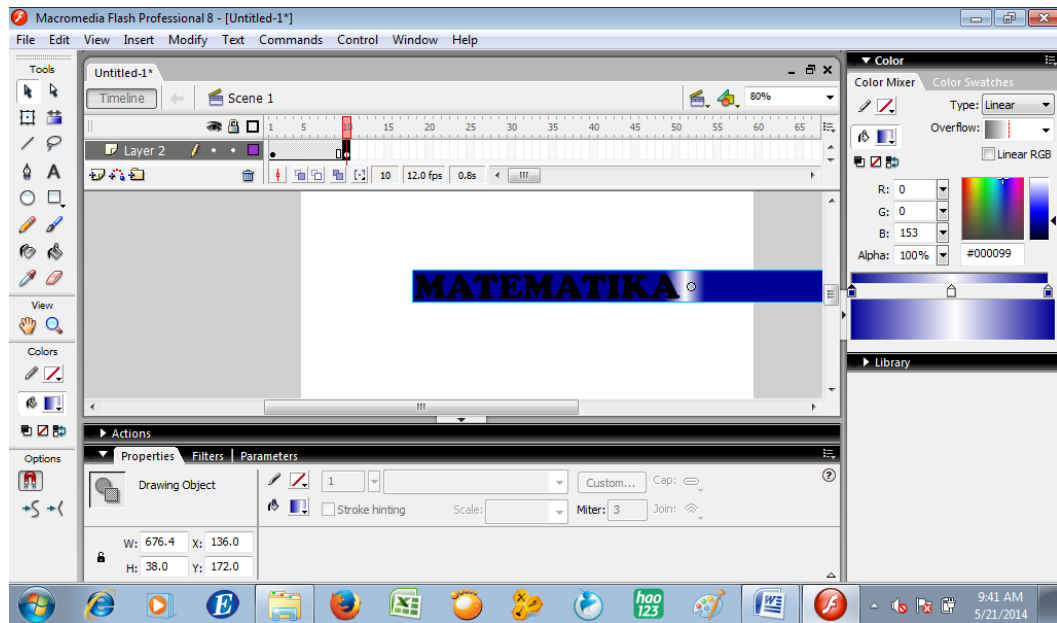 Macromedia Flash Professional 8 - [Untitled-1*]
File Edit View Insert Modify Text Commands Control Window Help
Tools
View
Colors
Options
Untitled-1*
Timeline
Scene 1
80%
1 5 10 15 20 25 30 35 40 45 50 55 60 65
Layer 2
10 12.0 fps 0.8s
MATEMATIKA
Color
Color Mixer Color Swatches
Type: Linear
Overflow:
Linear RGB
R: 0
G: 0
B: 153
Alpha: 100% #000099
Library
Actions
Properties Filters Parameters
Drawing Object
1
Custom...
Cap:
Stroke hinting
Scale:
Miter: 3
Join:
W: 676.4 X: 136.0
H: 38.0 Y: 172.0
hao
123
9:41 AM
5/21/2014